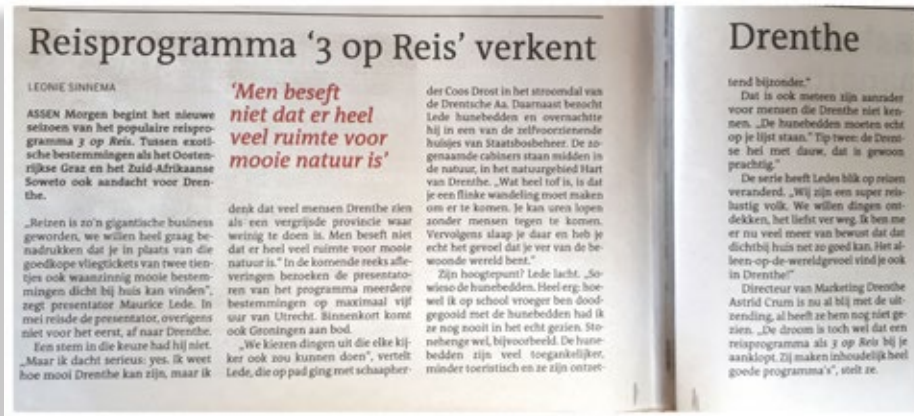 Reisprogramma ‘3 op Reis’ verkent
Drenthe
LEONIE SINNEMA
ASSEN Morgen begint het nieuwe
seizoen van het populaire reispro-
gramma 3 op Reis. Tussen exoti-
sche bestemmingen als het Oosten-
rijkse Graz en het Zuid-Afrikaanse
Soweto ook aandacht voor Dren-
the.
„Reizen is zo’n gigantische business
geworden, we willen heel graag be-
nadrukken dat je in plaats van die
goedkope vliegtickets van twee tien-
tjes ook waanzinnig mooie bestem-
mingen dicht bij huis kan vinden”,
zegt presentator Maurice Lede. In
mei reisde de presentator, overigens
niet voor het eerst, af naar Drenthe.
Een stem in die keuze had hij niet.
„Maar ik dacht serieus: yes. Ik weet
hoe mooi Drenthe kan zijn, maar ik
‘Men beseft
niet dat er heel
veel ruimte voor
mooie natuur is’
denk dat veel mensen Drenthe zien
als een vergrijsde provincie waar
weinig te doen is. Men beseft niet
dat er heel veel ruimte voor mooie
natuur is.” In de komende reeks afle-
veringen bezoeken de presentato-
ren van het programma meerdere
bestemmingen op maximaal vijf
uur van Utrecht. Binnenkort komt
ook Groningen aan bod.
„We kiezen dingen uit die elke kij-
ker ook zou kunnen doen”, vertelt
Lede, die op pad ging met schaapher-
der Coos Drost in het stroomdal van
de Drentsche Aa. Daarnaast bezocht
Lede hunebedden en overnachtte
hij in een van de zelfvoorzienende
huisjes van Staatsbosbeheer. De zo-
genaamde cabiners staan midden in
de natuur, in het natuurgebied Hart
van Drenthe. „Wat heel tof is, is dat
je een flinke wandeling moet maken
om er te komen. Je kan uren lopen
zonder mensen tegen te komen.
Vervolgens slaap je daar en heb je
echt het gevoel dat je ver van de be-
woonde wereld bent.”
Zijn hoogtepunt? Lede lacht. „So-
wieso de hunebedden. Heel erg: hoe-
wel ik op school vroeger ben dood-
gegooid met de hunebedden had ik
ze nog nooit in het echt gezien. Sto-
nehenge wel, bijvoorbeeld. De hune-
bedden zijn veel toegankelijker,
minder toeristisch en ze zijn ontzet-
tend bijzonder.”
Dat is ook meteen zijn aanrader
voor mensen die Drenthe niet ken-
nen. „De hunebedden moeten echt
op je lijst staan.” Tip twee: de Drent-
se hei met dauw, dat is gewoon
prachtig.”
De serie heeft Ledes blik op reizen
veranderd. „Wij zijn een super reis-
lustig volk. We willen dingen ont-
dekken, het liefst ver weg. Ik ben me
er nu veel meer van bewust dat dat
dichtbij huis net zo goed kan. Het al-
leen-op-de-wereldgevoel vind je ook
in Drenthe!”
Directeur van Marketing Drenthe
Astrid Crum is nu al blij met de uit-
zending, al heeft ze hem nog niet ge-
zien. „De droom is toch wel dat een
reisprogramma als 3 op Reis bij je
aanklopt. Zij maken inhoudelijk heel
goede programma’s”, stelt ze.